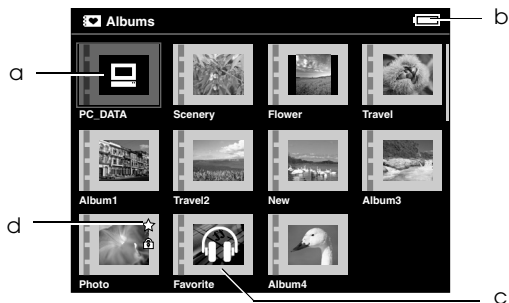 Albums
b
a
PC_DATA Scenery Flower Travel
Album1 Travel2 New Album3
d
Photo Favorite Album4
c